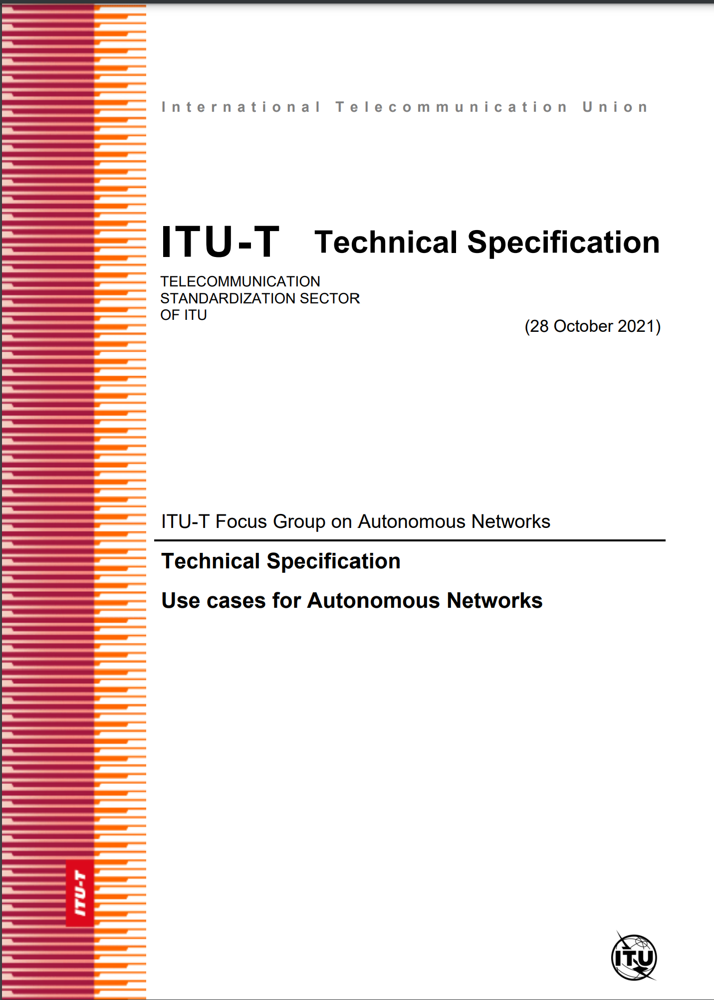 International Telecommunication Union
ITU-T Technical Specification
TELECOMMUNICATION
STANDARDIZATION SECTOR
OF ITU
(28 October 2021)
ITU-T Focus Group on Autonomous Networks
Technical Specification
Use cases for Autonomous Networks
ITU-T
ITU